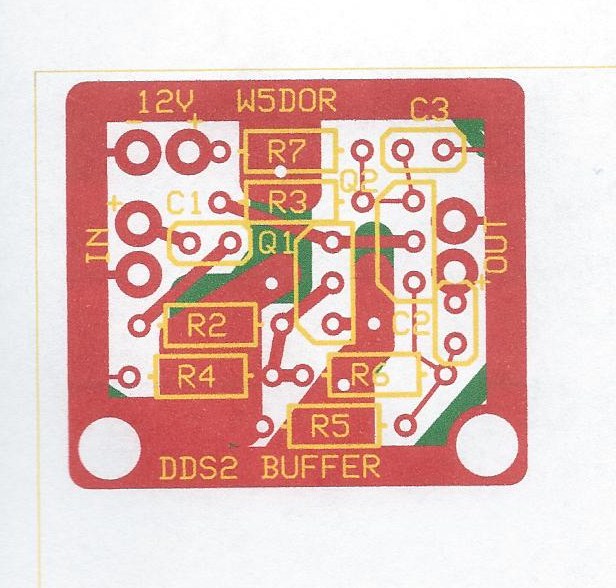 12V W5DOR
- +
C3
R7
Q2
+ C1 R3
IN Q1 OUT
+
R2 C2
R4 R6
R5
DDS2 BUFFER